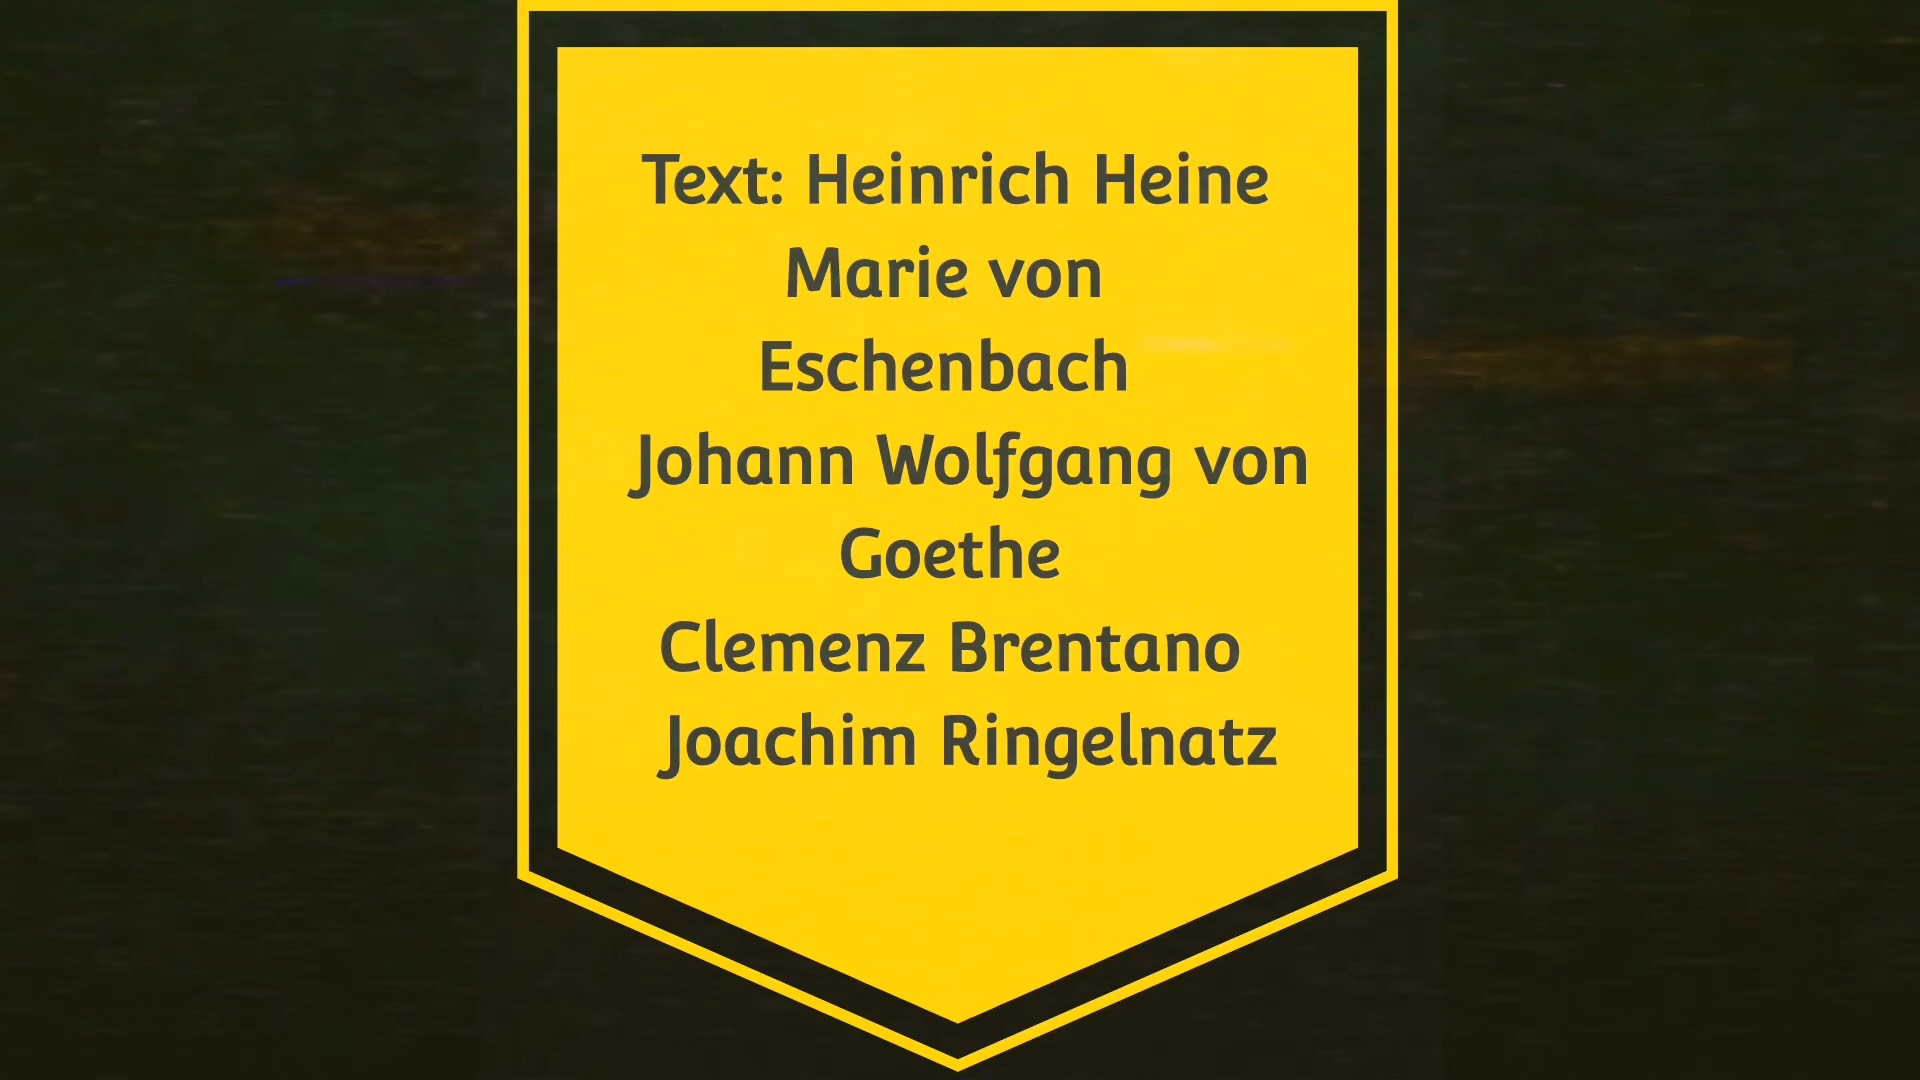 Text: Heinrich Heine
Marie von
Eschenbach
Johann Wolfgang von
Goethe
Clemenz Brentano
Joachim Ringelnatz